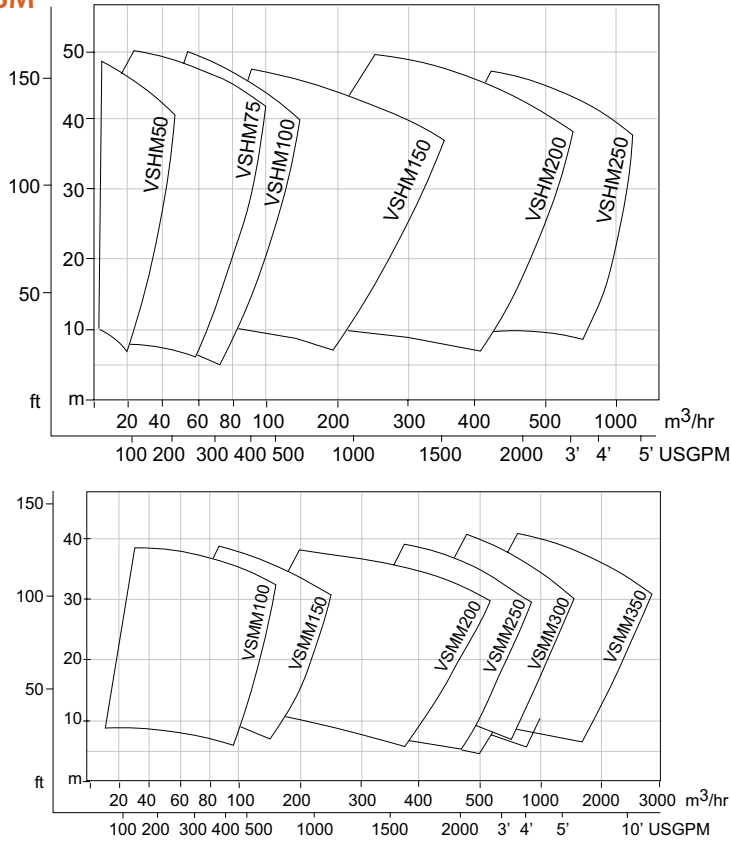 50
150
40
100
30
20
50
10
ft
m
VSHM50
VSHM75
VSHM100
VSHM150
VSHM200
VSHM250
20 40 60 80 100 200 300 400 500 1000 m3/hr
100 200 300 400 500 1000 1500 2000 3' 4' 5' USGPM
150
40
100
30
20
50
10
ft
m
VSMM100
VSMM150
VSMM200
VSMM250
VSMM300
VSMM350
20 40 60 80 100 200 300 400 500 1000 2000 3000 m3/hr
100 200 300 400 500 1000 1500 2000 3' 4' 5' 10' USGPM